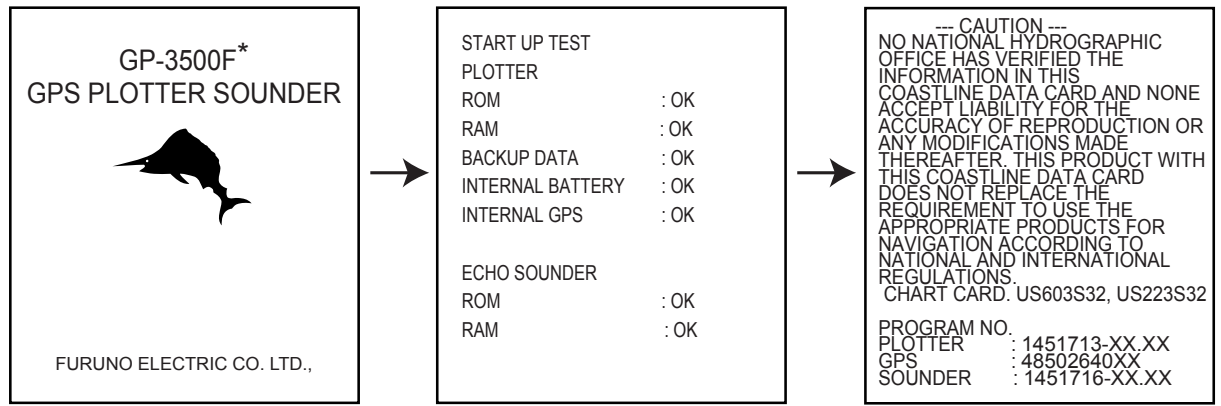 GP-3500F*
GPS PLOTTER SOUNDER
FURUNO ELECTRIC CO. LTD.,
START UP TEST
PLOTTER
ROM : OK
RAM : OK
BACKUP DATA : OK
INTERNAL BATTERY : OK
INTERNAL GPS : OK
ECHO SOUNDER
ROM : OK
RAM : OK
--- CAUTION ---
NO NATIONAL HYDROGRAPHIC
OFFICE HAS VERIFIED THE
INFORMATION IN THIS
COASTLINE DATA CARD AND NONE
ACCEPT LIABILITY FOR THE
ACCURACY OF REPRODUCTION OR
ANY MODIFICATIONS MADE
THEREAFTER. THIS PRODUCT WITH
THIS COASTLINE DATA CARD
DOES NOT REPLACE THE
REQUIREMENT TO USE THE
APPROPRIATE PRODUCTS FOR
NAVIGATION ACCORDING TO
NATIONAL AND INTERNATIONAL
REGULATIONS.
CHART CARD. US603S32, US223S32
PROGRAM NO.
PLOTTER : 1451713-XX.XX
GPS : 48502640XX
SOUNDER : 1451716-XX.XX